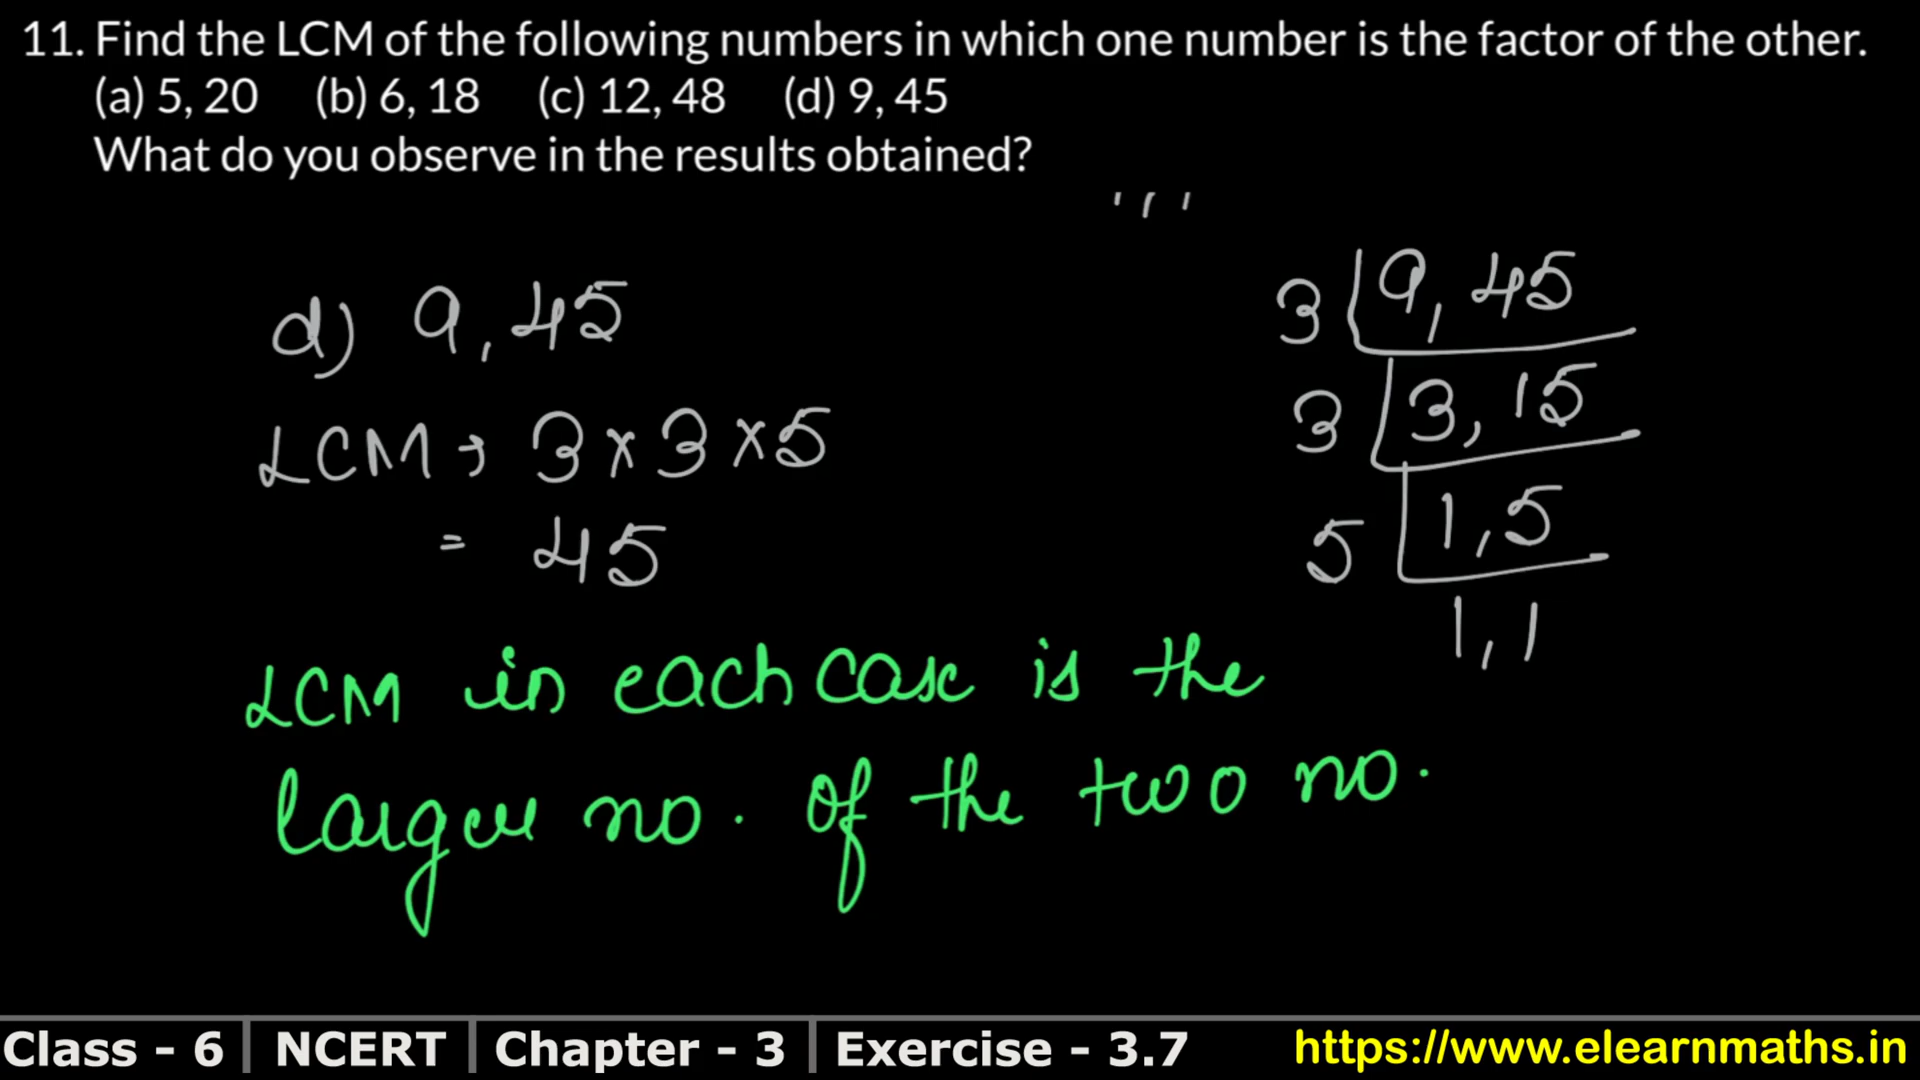 11. Find the LCM of the following numbers in which one number is the factor of the other.
(a) 5, 20 (b) 6, 18 (c) 12, 48 (d) 9, 45
What do you observe in the results obtained?
d) 9, 45
LCM → 3 x 3 x 5
= 45
3 9, 45
3 3, 15
5 1, 5
1, 1
LCM in each case is the
larger no. of the two no.
Class - 6 | NCERT | Chapter - 3 | Exercise - 3.7 https://www.elearnmaths.in